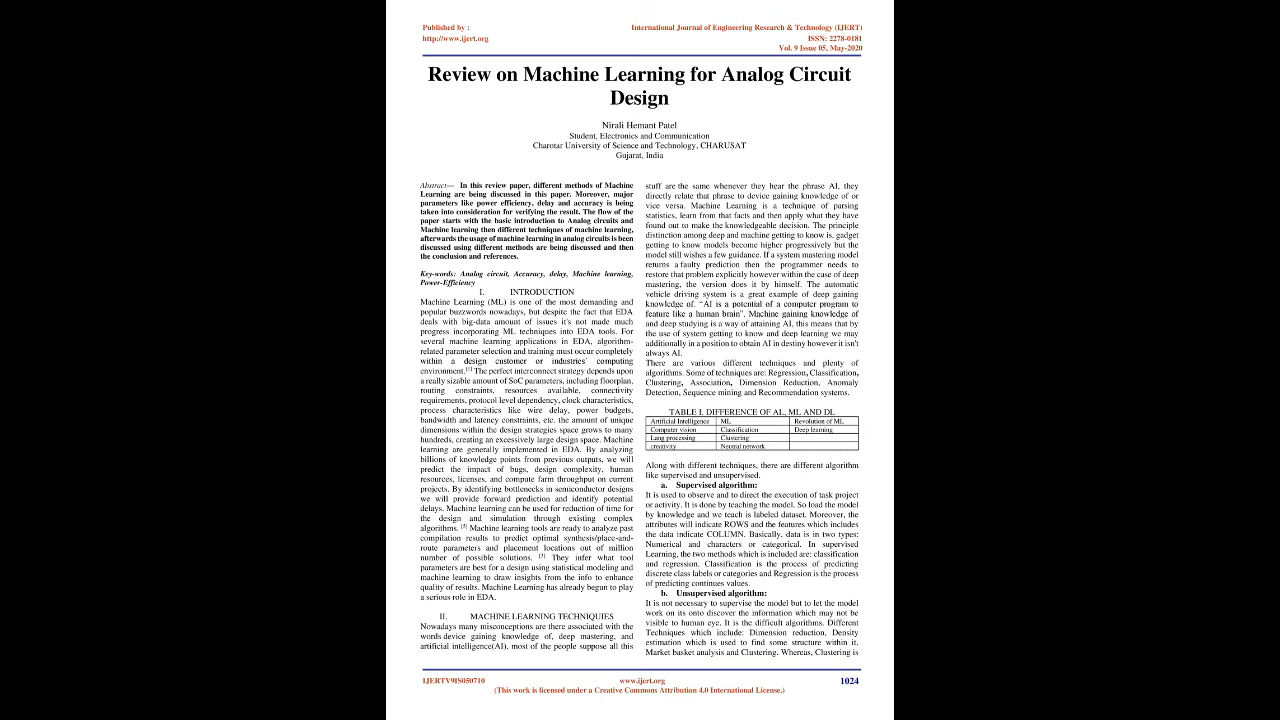 Published by :
http://www.ijert.org
International Journal of Engineering Research & Technology (IJERT)
ISSN: 2278-0181
Vol. 9 Issue 05, May-2020
Review on Machine Learning for Analog Circuit
Design
Nirali Hemant Patel
Student, Electronics and Communication
Charotar University of Science and Technology, CHARUSAT
Gujarat, India
Abstract— In this review paper, different methods of Machine
Learning are being discussed in this paper. Moreover, major
parameters like power efficiency, delay and accuracy is being
taken into consideration for verifying the result. The flow of the
paper starts with the basic introduction to Analog circuits and
Machine learning then different techniques of machine learning,
afterwards the usage of machine learning in analog circuits is been
discussed using different methods are being discussed and then
the conclusion and references.
Key-words: Analog circuit, Accuracy, delay, Machine learning,
Power-Efficiency
I. INTRODUCTION
Machine Learning (ML) is one of the most demanding and
popular buzzwords nowadays, but despite the fact that EDA
deals with big-data amount of issues it's not made much
progress incorporating ML techniques into EDA tools. For
several machine learning applications in EDA, algorithm-
related parameter selection and training must occur completely
within a design customer or industries' computing
environment.[1] The perfect interconnect strategy depends upon
a really sizable amount of SoC parameters, including floorplan,
routing constraints, resources available, connectivity
requirements, protocol level dependency, clock characteristics,
process characteristics like wire delay, power budgets,
bandwidth and latency constraints, etc. the amount of unique
dimensions within the design strategies space grows to many
hundreds, creating an excessively large design space. Machine
learning are generally implemented in EDA. By analyzing
billions of knowledge points from previous outputs, we will
predict the impact of bugs, design complexity, human
resources, licenses, and compute farm throughput on current
projects. By identifying bottlenecks in semiconductor designs
we will provide forward prediction and identify potential
delays. Machine learning can be used for reduction of time for
the design and simulation through existing complex
algorithms. [5] Machine learning tools are ready to analyze past
compilation results to predict optimal synthesis/place-and-
route parameters and placement locations out of million
number of possible solutions. [3] They infer what tool
parameters are best for a design using statistical modeling and
machine learning to draw insights from the info to enhance
quality of results. Machine Learning has already begun to play
a serious role in EDA.
II. MACHINE LEARNING TECHNIQUES
Nowadays many misconceptions are there associated with the
words device gaining knowledge of, deep mastering, and
artificial intelligence(AI), most of the people suppose all this
stuff are the same whenever they hear the phrase AI, they
directly relate that phrase to device gaining knowledge of or
vice versa. Machine Learning is a technique of parsing
statistics, learn from that facts and then apply what they have
found out to make the knowledgeable decision. The principle
distinction among deep and machine getting to know is, gadget
getting to know models become higher progressively but the
model still wishes a few guidance. If a system mastering model
returns a faulty prediction then the programmer needs to
restore that problem explicitly however within the case of deep
mastering, the version does it by himself. The automatic
vehicle driving system is a great example of deep gaining
knowledge of. "AI is a potential of a computer program to
feature like a human brain". Machine gaining knowledge of
and deep studying is a way of attaining AI, this means that by
the use of system getting to know and deep learning we may
additionally in a position to obtain AI in destiny however it isn't
always AI.
There are various different techniques and plenty of
algorithms. Some of techniques are: Regression, Classification,
Clustering, Association, Dimension Reduction, Anomaly
Detection, Sequence mining and Recommendation systems.
TABLE I. DIFFERENCE OF AL, ML AND DL
Artificial Intelligence ML Revolution of ML
Computer vision Classification Deep learning
Lang processing Clustering
creativity Neutral network
Along with different techniques, there are different algorithm
like supervised and unsupervised.
a. Supervised algorithm:
It is used to observe and to direct the execution of task project
or activity. It is done by teaching the model. So load the model
by knowledge and we teach is labeled dataset. Moreover, the
attributes will indicate ROWS and the features which includes
the data indicate COLUMN. Basically, data is in two types:
Numerical and characters or categorical. In supervised
Learning, the two methods which is included are: classification
and regression. Classification is the process of predicting
discrete class labels or categories and Regression is the process
of predicting continues values.
b. Unsupervised algorithm:
It is not necessary to supervise the model but to let the model
work on its onto discover the information which may not be
visible to human eye. It is the difficult algorithms. Different
Techniques which include: Dimension reduction, Density
estimation which is used to find some structure within it,
Market basket analysis and Clustering. Whereas, Clustering is
IJERTV9IS050710
www.ijert.org
1024
(This work is licensed under a Creative Commons Attribution 4.0 International License.)